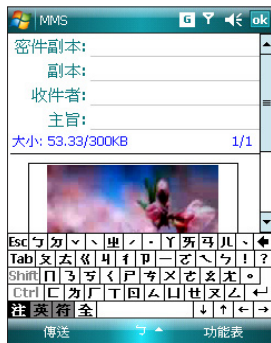 MMS G ok
密件副本:
副本:
收件者:
主旨:
大小: 53.33/300KB 1/1
Esc ㄅ ㄉ ˇ ˋ ㄓ ˊ ˙ ㄚ ㄞ ㄢ ㄦ
Tab ㄆ ㄊ ㄍ ㄐ ㄔ ㄗ ㄧ ㄛ ㄟ ㄣ ! ?
Shift ㄇ ㄋ ㄎ ㄑ ㄕ ㄘ ㄨ ㄜ ㄠ ㄤ
Ctrl ㄈ ㄌ ㄏ ㄒ ㄖ ㄙ ㄩ ㄝ ㄡ ㄥ ↵
注 英 符 全 ↓ ↑ ← →
傳送 ㄅ 功能表